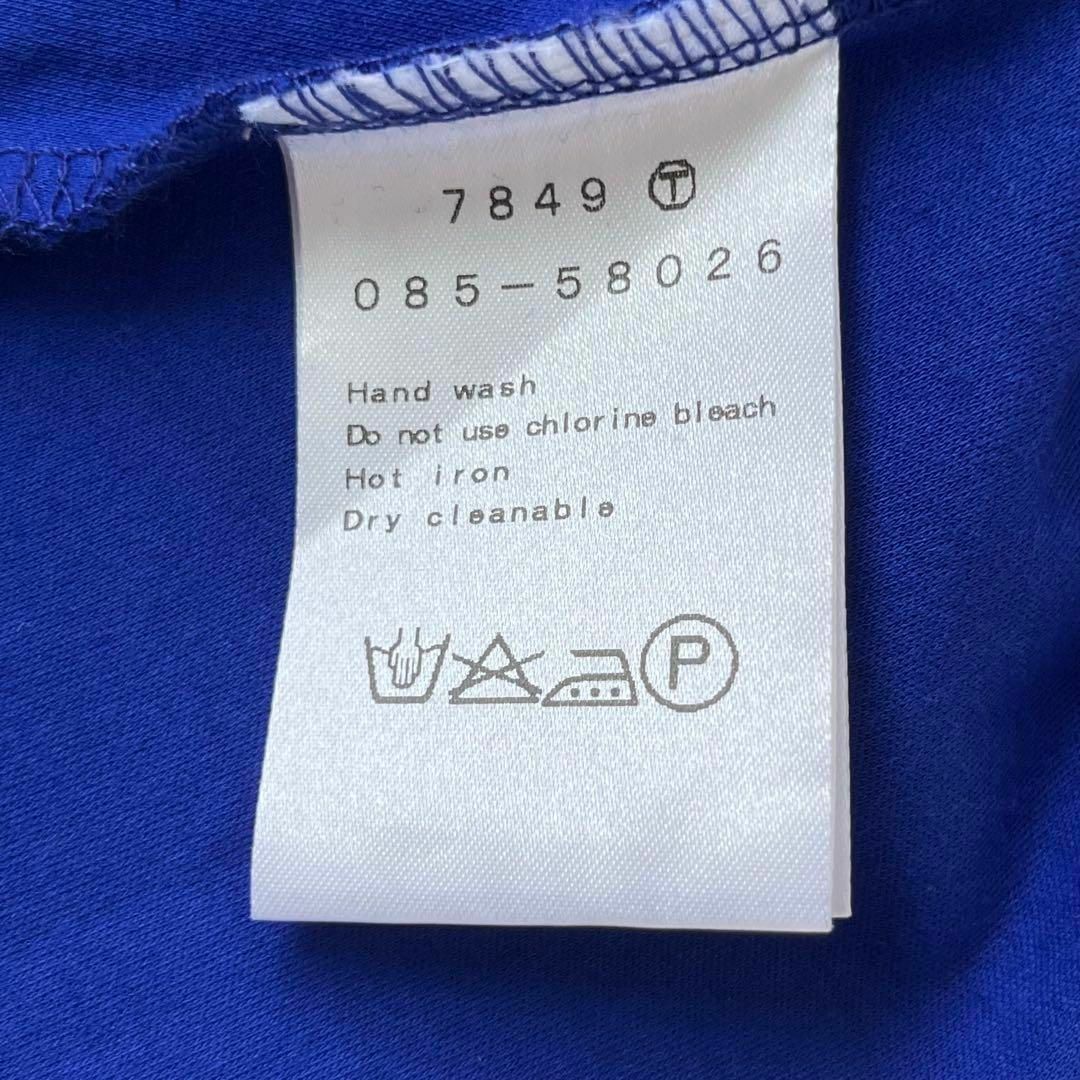 7849 Ⓣ
085-58026
Hand wash
Do not use chlorine bleach
Hot iron
Dry cleanable
P